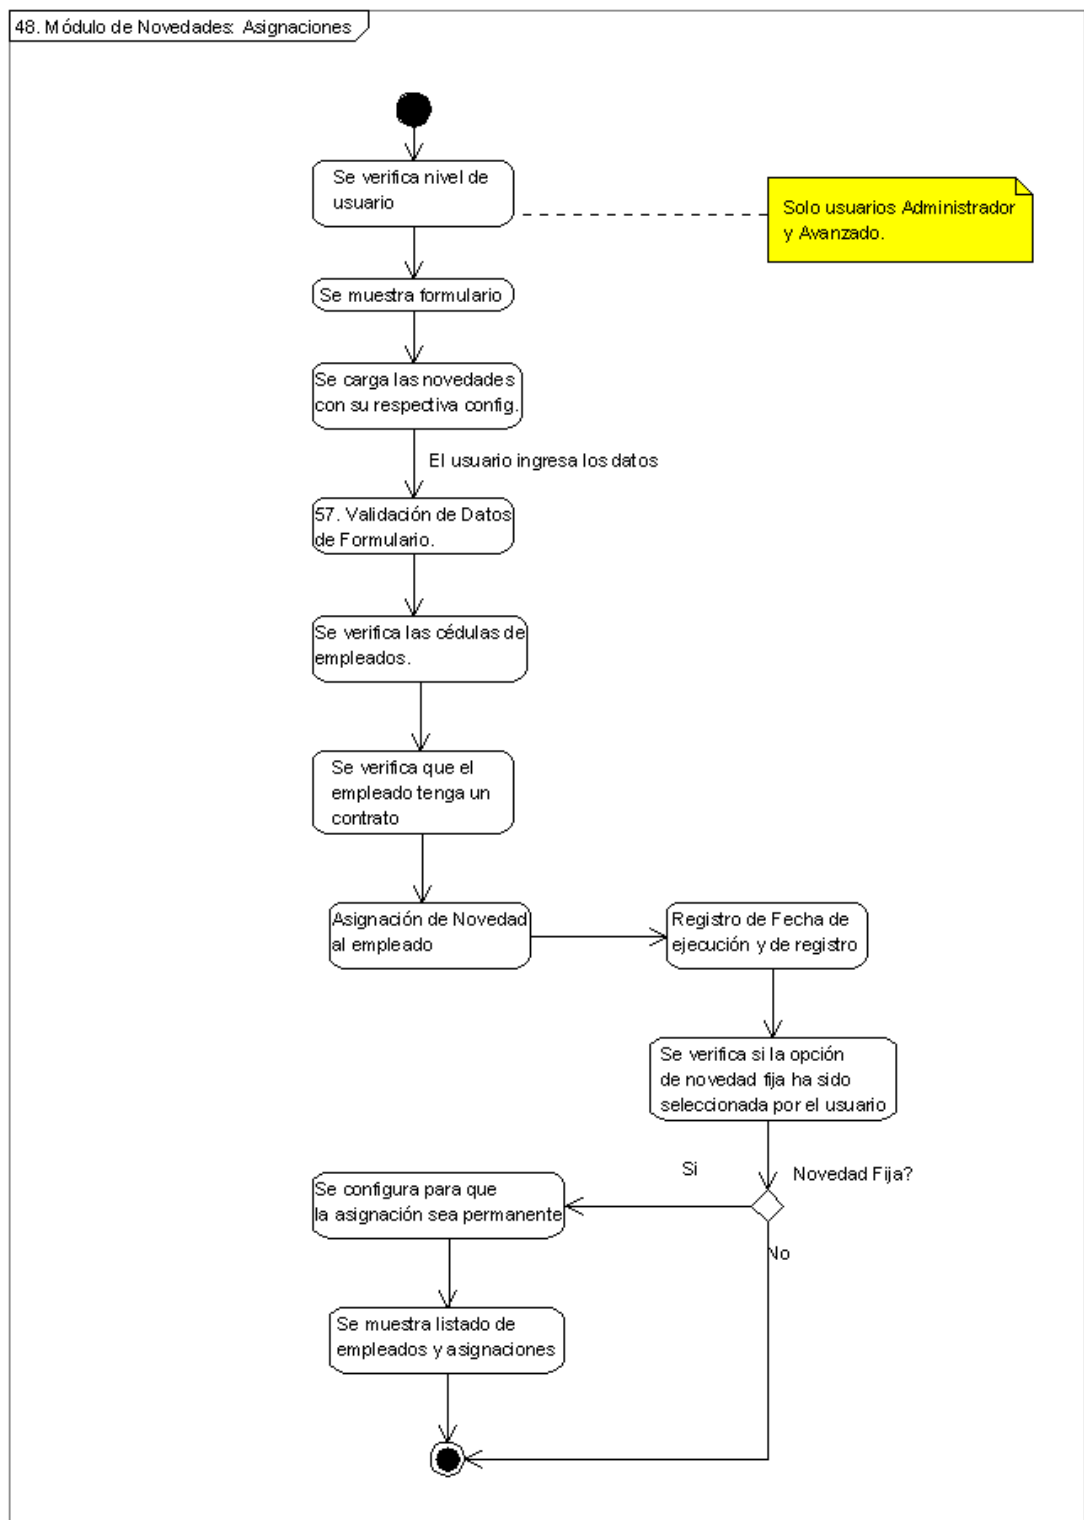 48. Módulo de Novedades: Asignaciones
Se verifica nivel de
usuario
Solo usuarios Administrador
y Avanzado.
Se muestra formulario
Se carga las novedades
con su respectiva config.
El usuario ingresa los datos
57. Validación de Datos
de Formulario.
Se verifica las cédulas de
empleados.
Se verifica que el
empleado tenga un
contrato
Asignación de Novedad
al empleado
Registro de Fecha de
ejecución y de registro
Se verifica si la opción
de novedad fija ha sido
seleccionada por el usuario
Si
Novedad Fija?
Se configura para que
la asignación sea permanente
No
Se muestra listado de
empleados y asignaciones